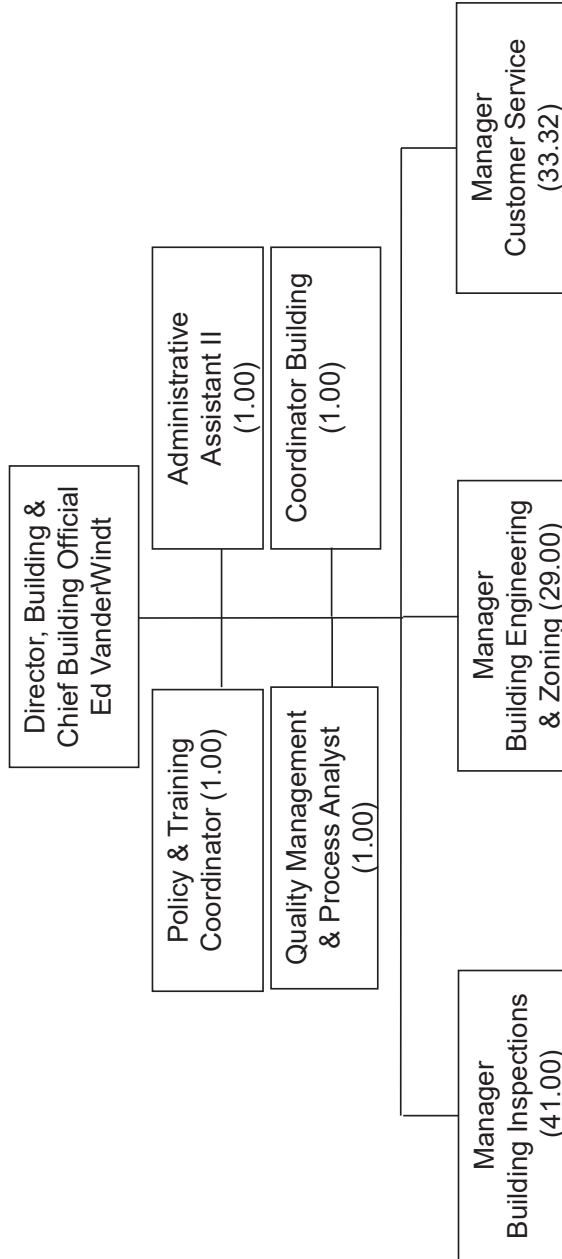 Director, Building &
Chief Building Official
Ed VanderWindt
Policy & Training
Coordinator (1.00)
Administrative
Assistant II
(1.00)
Quality Management
& Process Analyst
(1.00)
Coordinator Building
(1.00)
Manager
Building Inspections
(41.00)
Manager
Building Engineering
& Zoning (29.00)
Manager
Customer Service
(33.32)